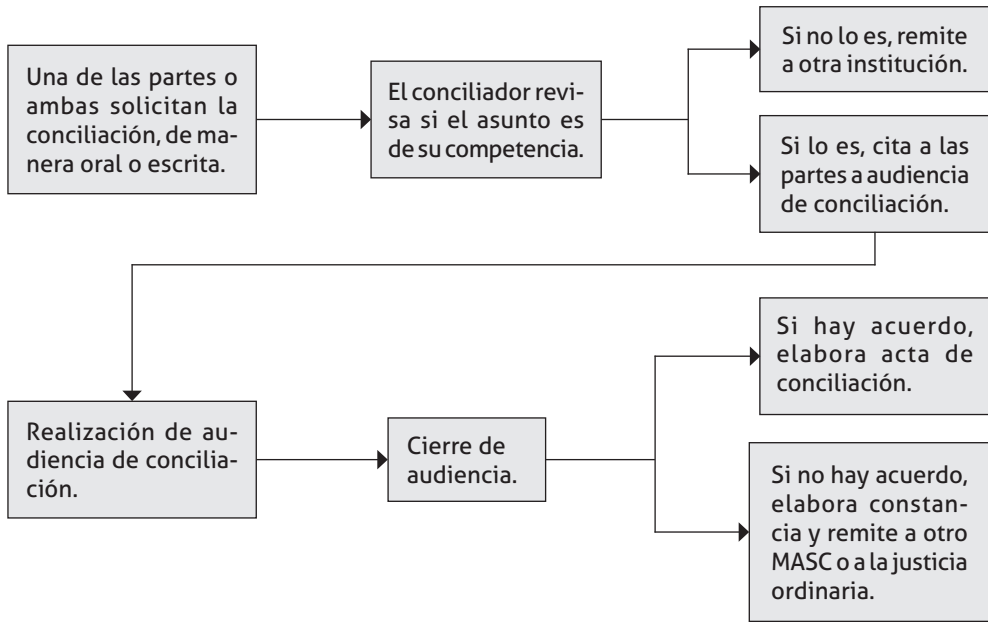 Una de las partes o
ambas solicitan la
conciliación, de ma-
nera oral o escrita.
El conciliador revi-
sa si el asunto es
de su competencia.
Si no lo es, remite
a otra institución.
Si lo es, cita a las
partes a audiencia
de conciliación.
Realización de au-
diencia de concilia-
ción.
Cierre de
audiencia.
Si hay acuerdo,
elabora acta de
conciliación.
Si no hay acuerdo,
elabora constan-
cia y remite a otro
MASC o a la justicia
ordinaria.